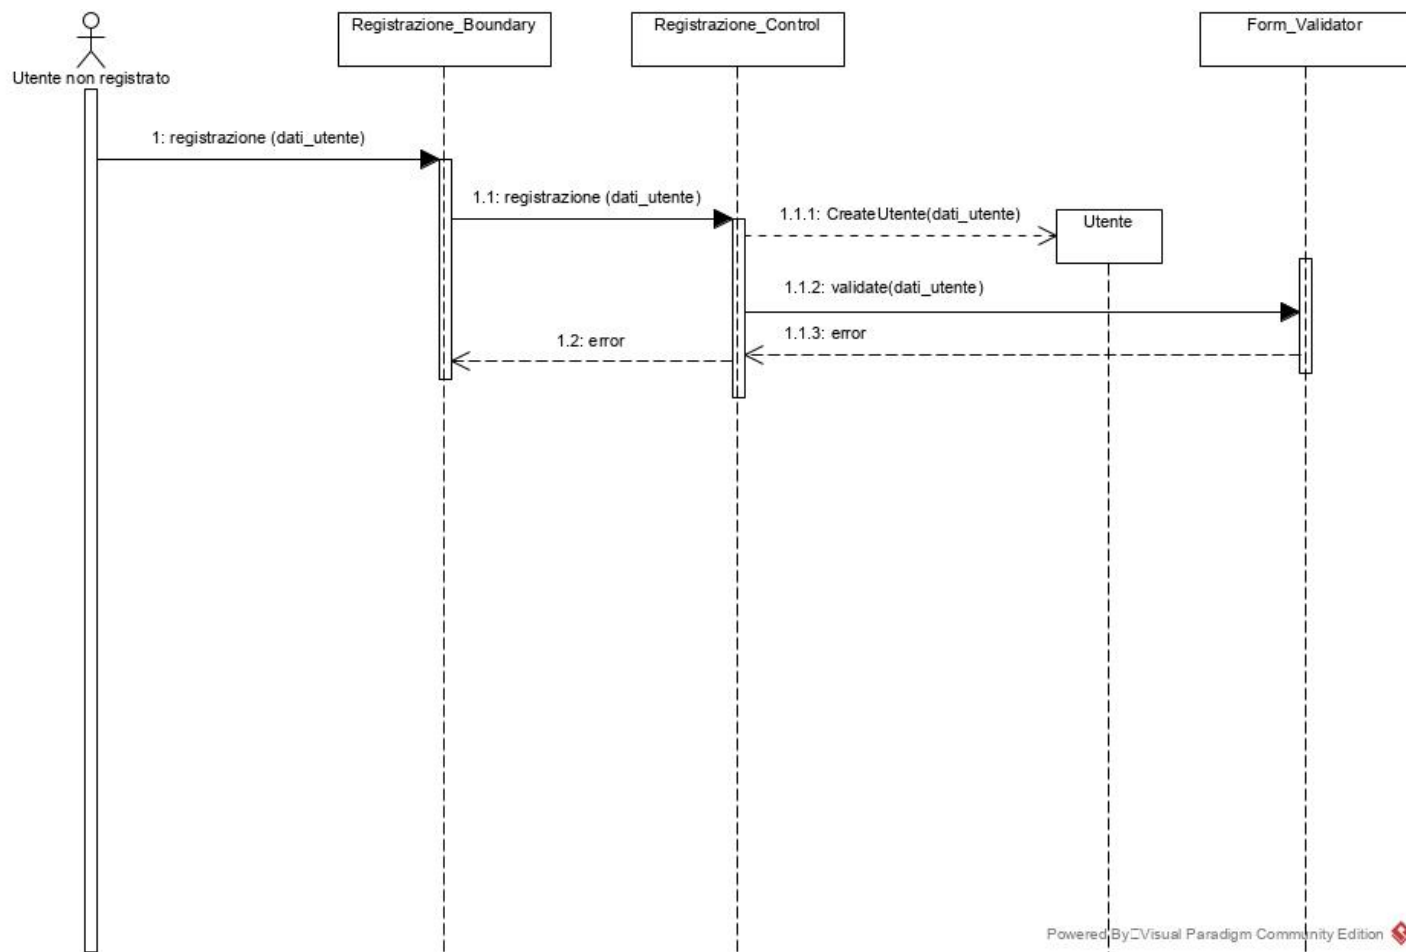 Registrazione_Boundary
Registrazione_Control
Form_Validator
Utente non registrato
1: registrazione (dati_utente)
1.1: registrazione (dati_utente)
1.1.1: CreateUtente(dati_utente)
Utente
1.1.2: validate(dati_utente)
1.1.3: error
1.2: error
Powered By Visual Paradigm Community Edition